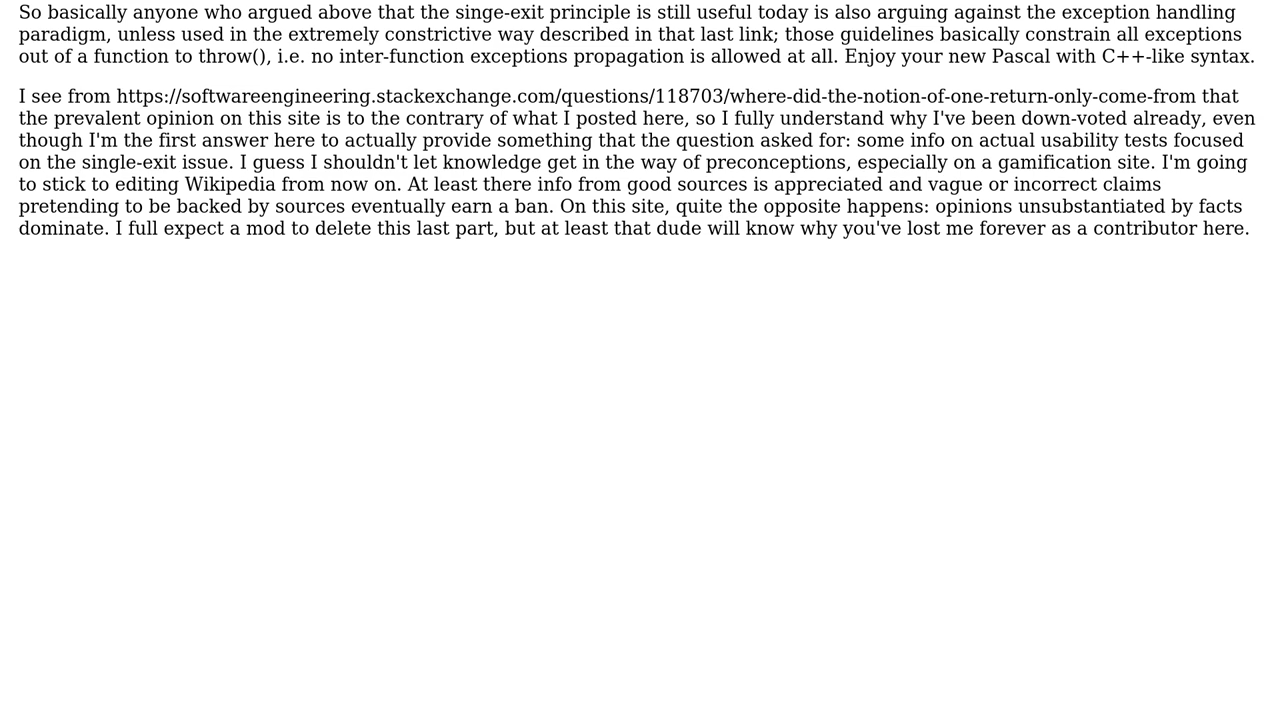 So basically anyone who argued above that the singe-exit principle is still useful today is also arguing against the exception handling
paradigm, unless used in the extremely constrictive way described in that last link; those guidelines basically constrain all exceptions
out of a function to throw(), i.e. no inter-function exceptions propagation is allowed at all. Enjoy your new Pascal with C++-like syntax.
I see from https://softwareengineering.stackexchange.com/questions/118703/where-did-the-notion-of-one-return-only-come-from that
the prevalent opinion on this site is to the contrary of what I posted here, so I fully understand why I've been down-voted already, even
though I'm the first answer here to actually provide something that the question asked for: some info on actual usability tests focused
on the single-exit issue. I guess I shouldn't let knowledge get in the way of preconceptions, especially on a gamification site. I'm going
to stick to editing Wikipedia from now on. At least there info from good sources is appreciated and vague or incorrect claims
pretending to be backed by sources eventually earn a ban. On this site, quite the opposite happens: opinions unsubstantiated by facts
dominate. I full expect a mod to delete this last part, but at least that dude will know why you've lost me forever as a contributor here.